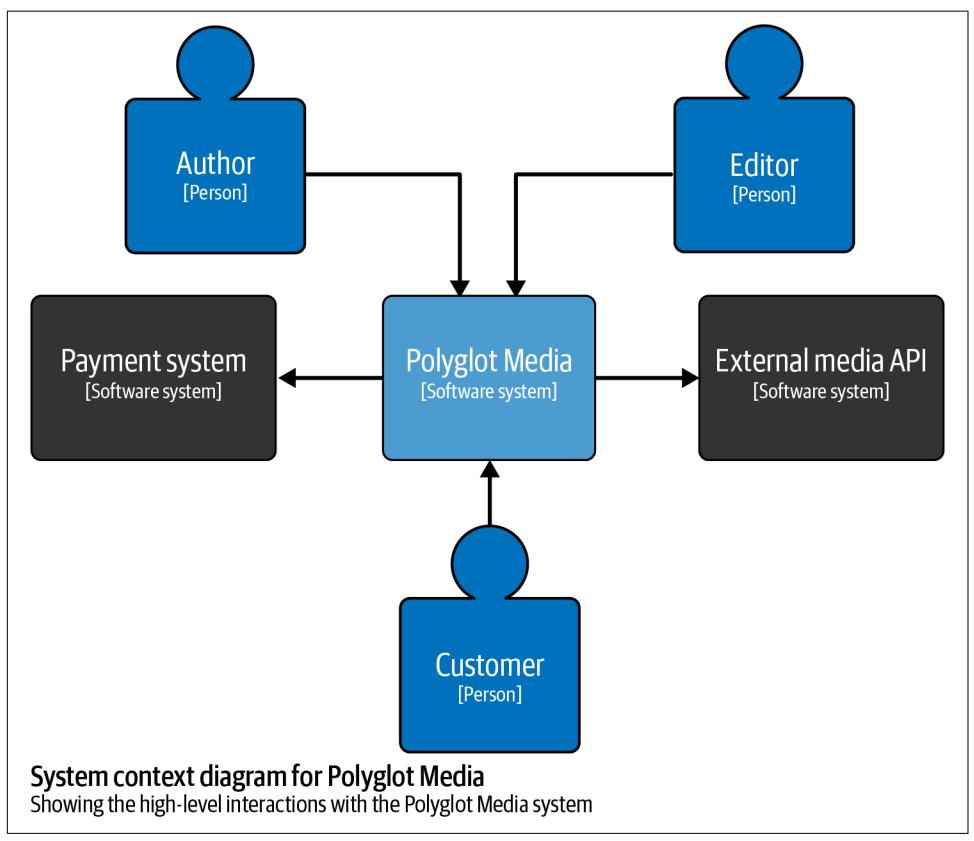 Author
[Person]
Editor
[Person]
Payment system
[Software system]
Polyglot Media
[Software system]
External media API
[Software system]
Customer
[Person]
System context diagram for Polyglot Media
Showing the high-level interactions with the Polyglot Media system